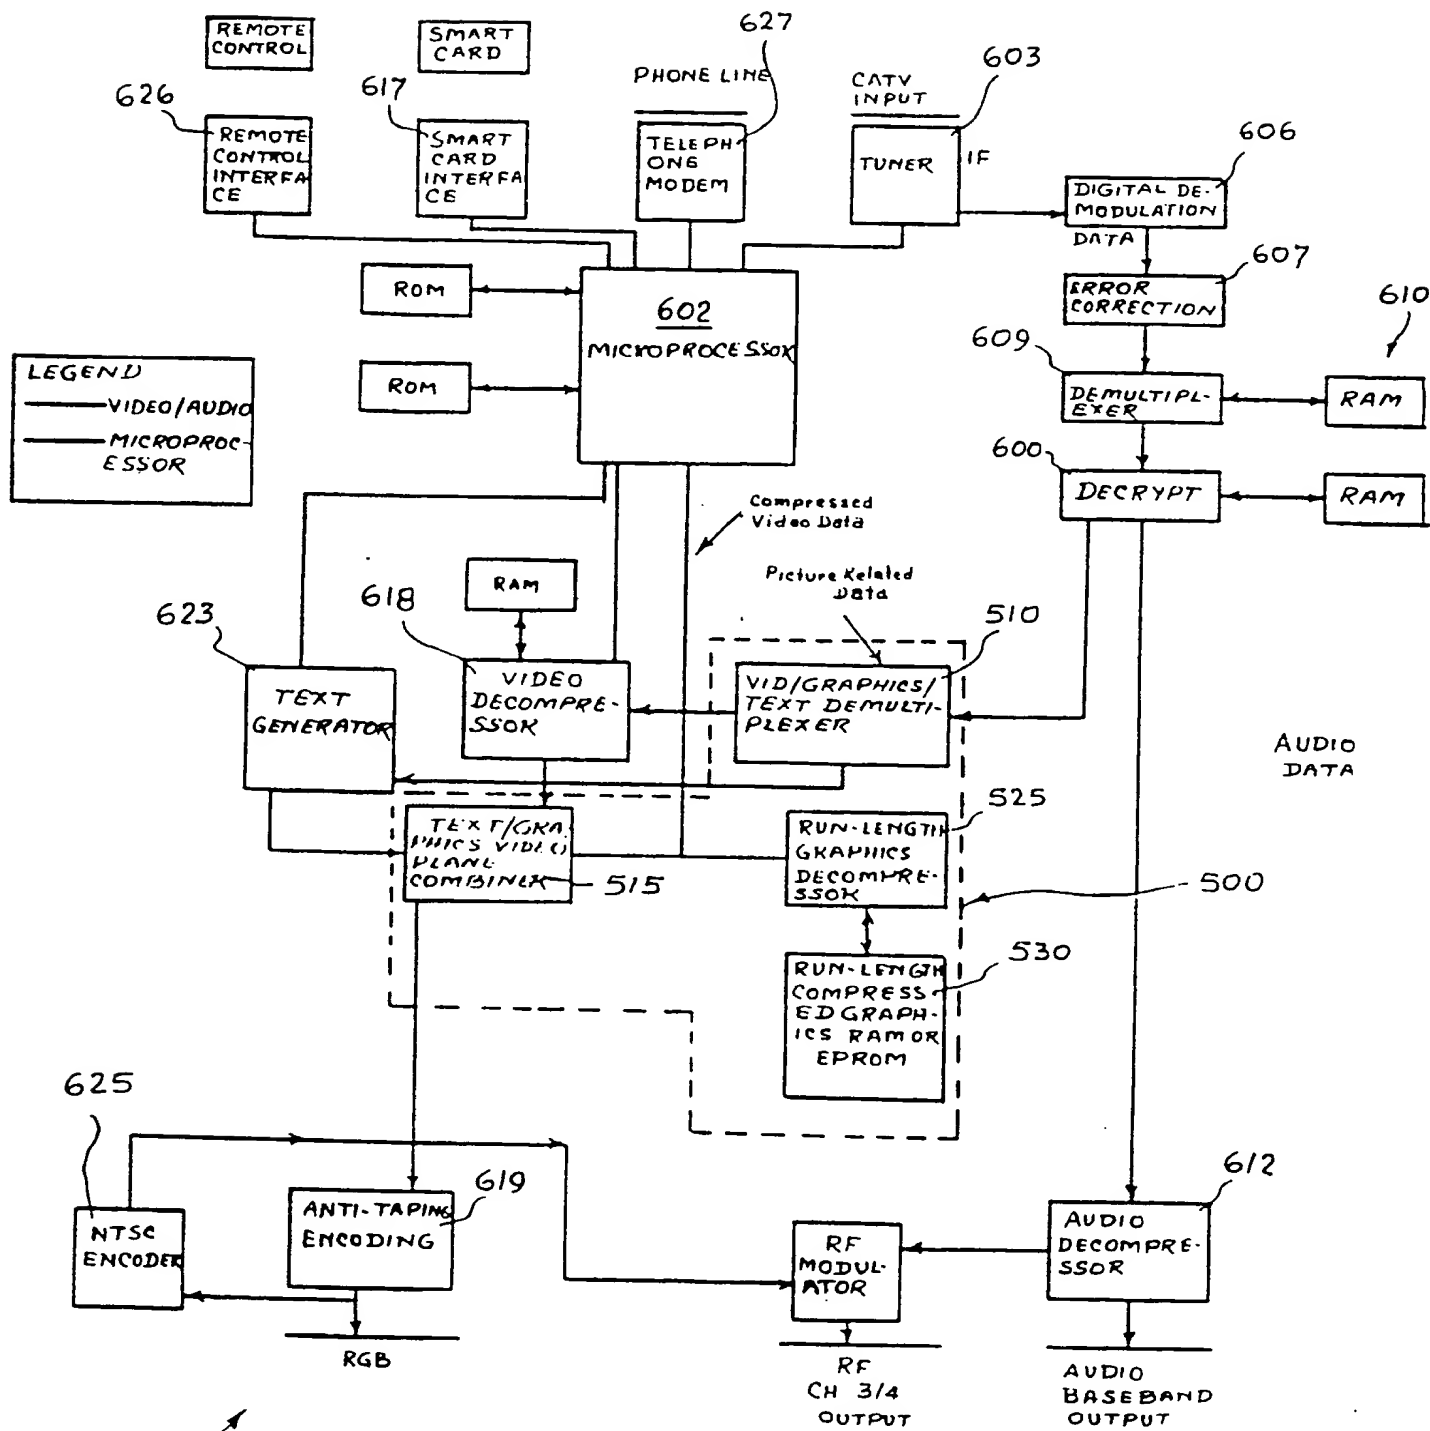 REMOTE
CONTROL
SMART
CARD
627
PHONE LINE
CATV
INPUT
603
626
617
REMOTE
CONTROL
INTERFA
CE
SMART
CARD
INTERFA
CE
TELEPH
ONE
MODEM
TUNER
IF
606
DIGITAL DE-
MODULATION
DATA
607
ERROR
CORRECTION
610
ROM
602
MICROPROCESSOR
609
DEMULTIPL-
EXER
RAM
ROM
LEGEND
VIDEO/AUDIO
MICROPROC-
ESSOR
600
DECRYPT
RAM
Compressed
Video Data
Picture Related
Data
RAM
618
623
510
TEXT
GENERATOR
VIDEO
DECOMPRE-
SSOR
VID/GRAPHICS/
TEXT DEMULTI-
PLEXER
AUDIO
DATA
525
TEXT/GRA
PHICS VIDEO
PLANE
COMBINER
515
RUN-LENGTH
GRAPHICS
DECOMPRE-
SSOR
500
530
RUN-LENGTH
COMPRESS
ED GRAPH-
ICS RAM OR
EPROM
625
619
612
NTSC
ENCODER
ANTI-TAPING
ENCODING
RF
MODUL-
ATOR
AUDIO
DECOMPRE-
SSOR
RGB
RF
CH 3/4
OUTPUT
AUDIO
BASEBAND
OUTPUT